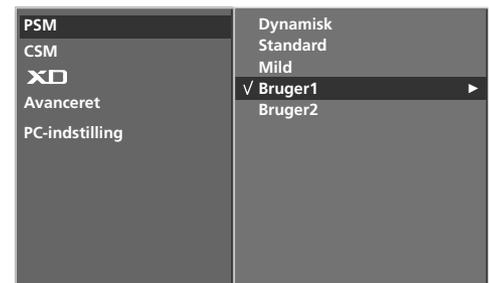 PSM
CSM
XD
Avanceret
PC-indstilling
Dynamisk
Standard
Mild
√ Bruger1 ►
Bruger2